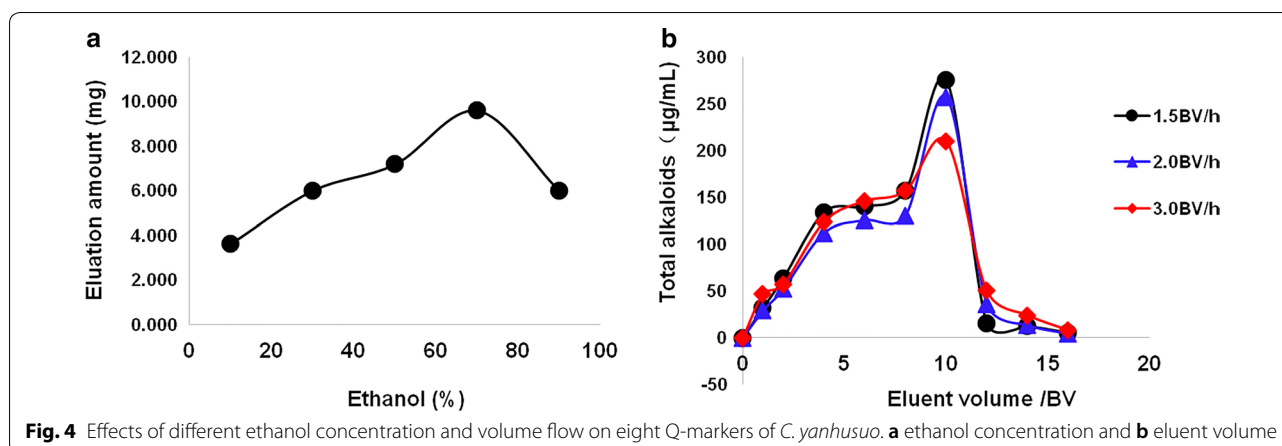 a
12.000
10.000
8.000
6.000
4.000
2.000
0.000
Eluation amount (mg)
0 20 40 60 80 100
Ethanol (%)
b
300
250
200
150
100
50
0
-50
Total alkaloids (μg/mL)
0 5 10 15 20
Eluent volume /BV
1.5BV/h
2.0BV/h
3.0BV/h
Fig. 4 Effects of different ethanol concentration and volume flow on eight Q-markers of C. yanhusuo. a ethanol concentration and b eluent volume